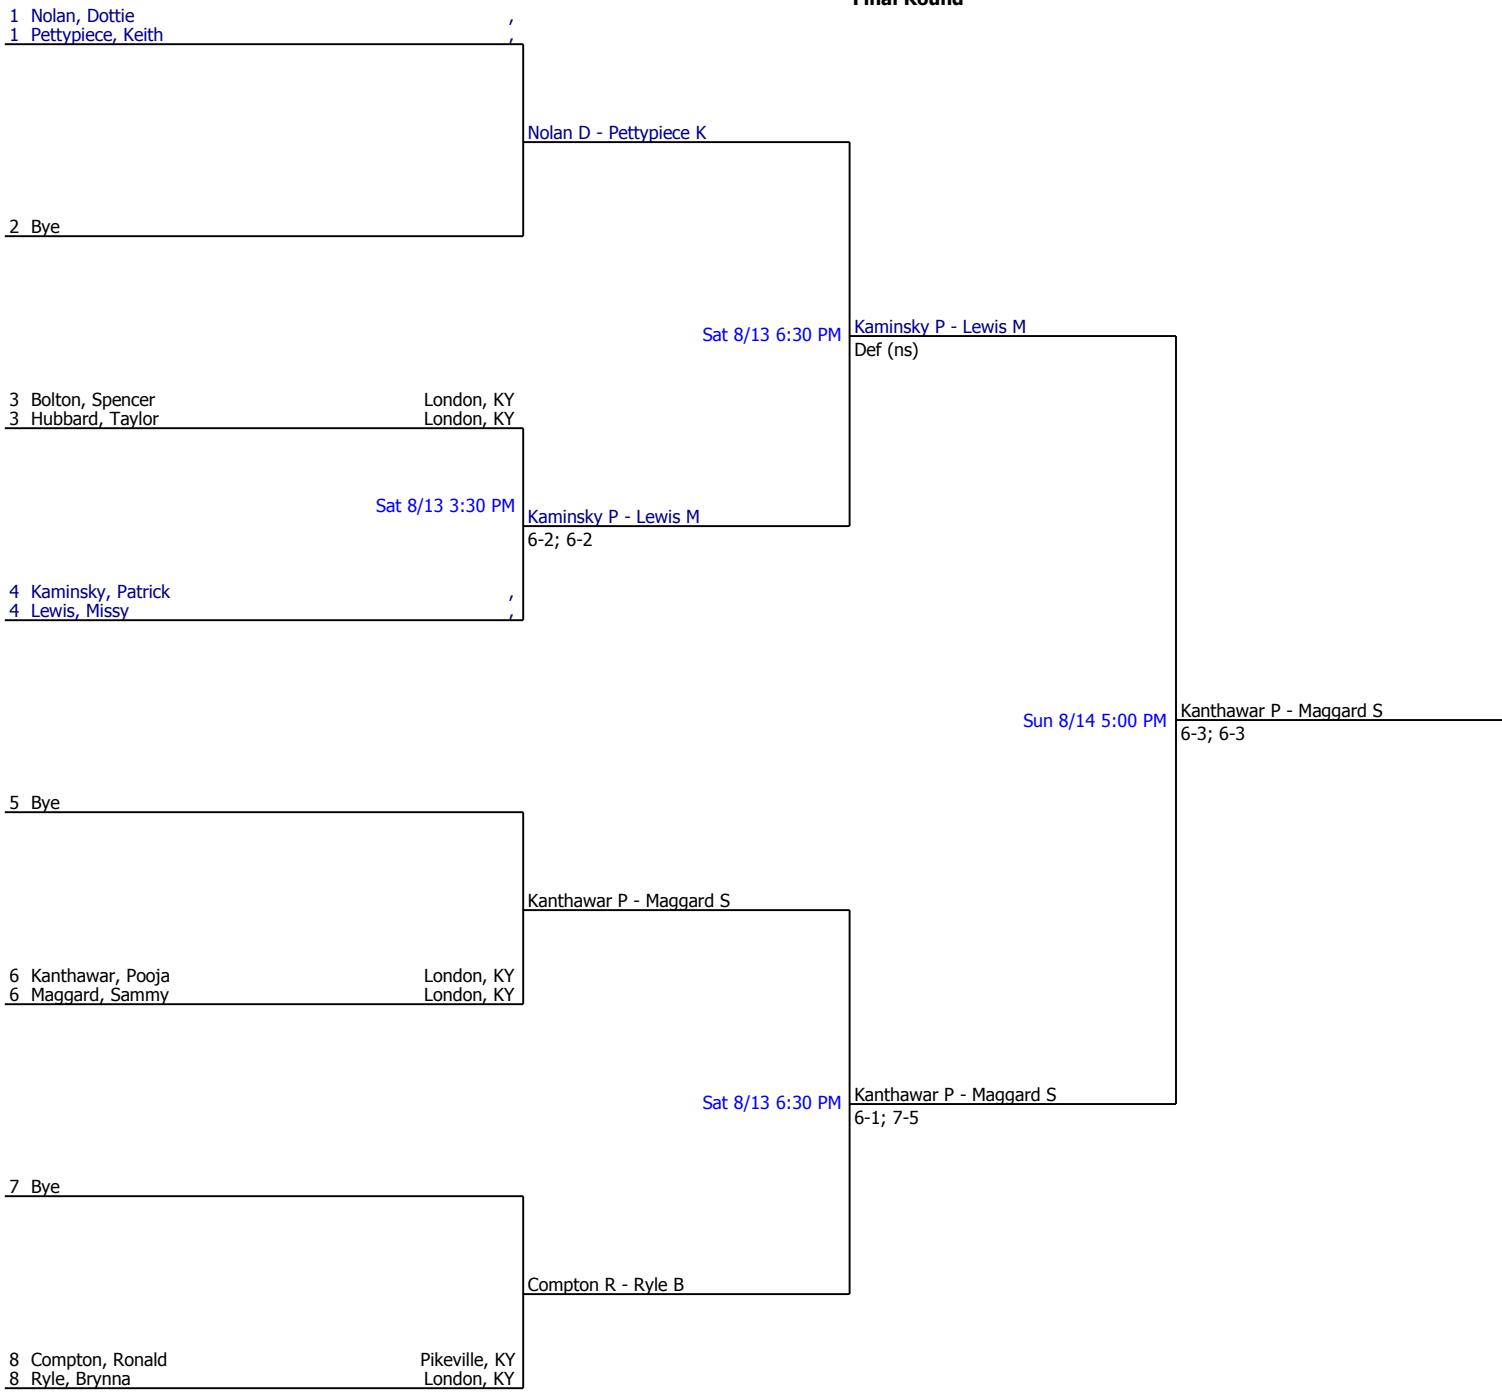 Final Round
1 Nolan, Dottie ,
1 Pettypiece, Keith ,
Nolan D - Pettypiece K
2 Bye
Sat 8/13 6:30 PM
Kaminsky P - Lewis M
Def (ns)
3 Bolton, Spencer London, KY
3 Hubbard, Taylor London, KY
Sat 8/13 3:30 PM
Kaminsky P - Lewis M
6-2; 6-2
4 Kaminsky, Patrick ,
4 Lewis, Missy ,
Sun 8/14 5:00 PM
Kanthawar P - Maggard S
6-3; 6-3
5 Bye
Kanthawar P - Maggard S
6 Kanthawar, Pooja London, KY
6 Maggard, Sammy London, KY
Sat 8/13 6:30 PM
Kanthawar P - Maggard S
6-1; 7-5
7 Bye
Compton R - Ryle B
8 Compton, Ronald Pikeville, KY
8 Ryle, Brynna London, KY